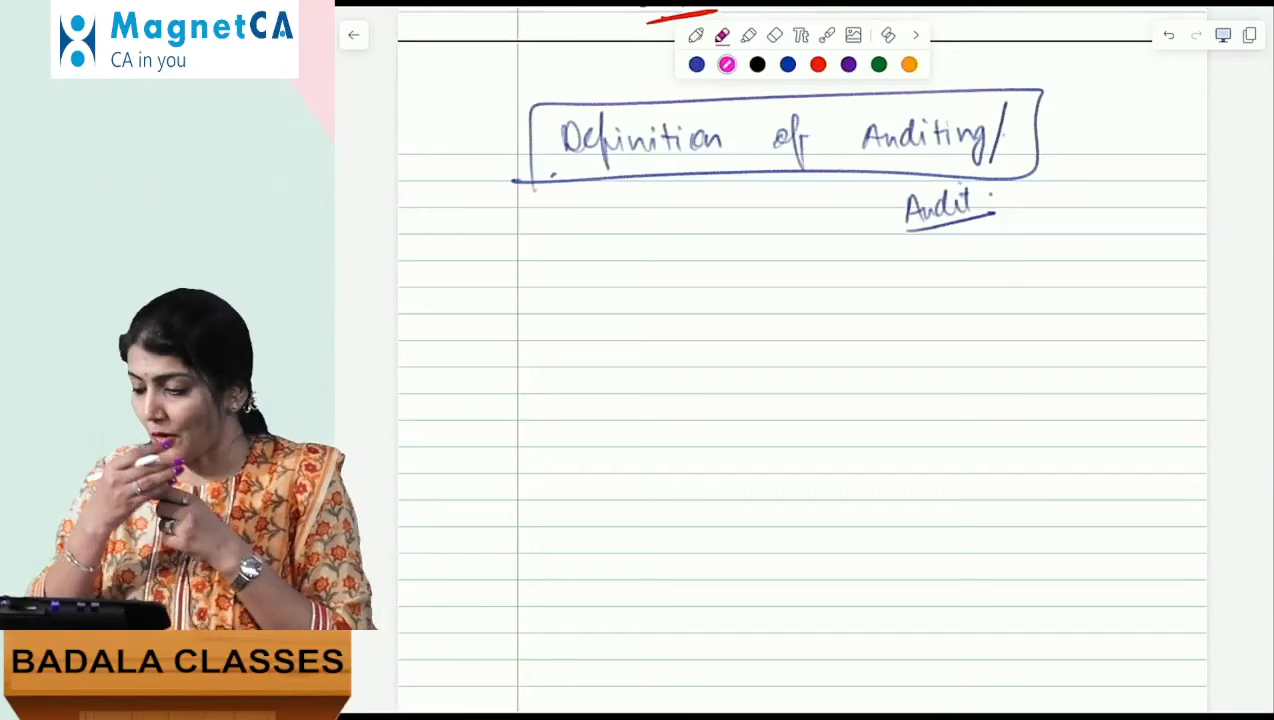 MagnetCA
CA in you
Definition of Auditing/
Audit
BADALA CLASSES